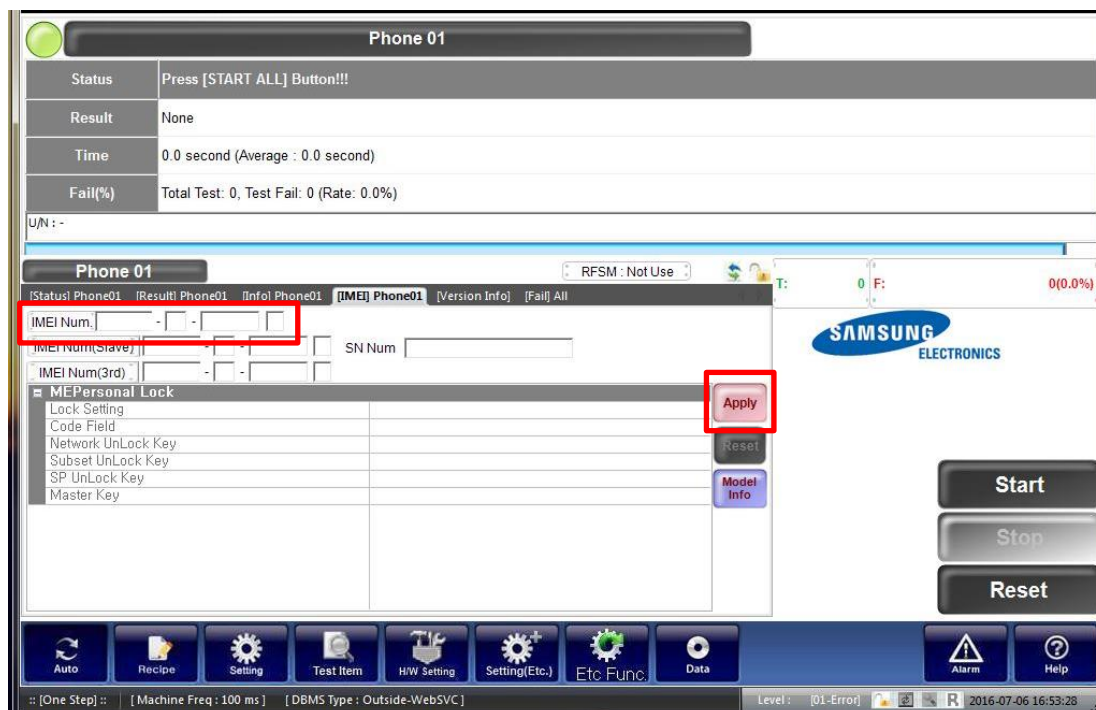 Phone 01
Status Press [START ALL] Button!!!
Result None
Time 0.0 second (Average : 0.0 second)
Fail(%) Total Test: 0, Test Fail: 0 (Rate: 0.0%)
U/N : -
Phone 01 RFSM : Not Use T: 0 F: 0(0.0%)
[Status] Phone01 [Result] Phone01 [Info] Phone01 [IMEI] Phone01 [Version Info] [Fail] All
IMEI Num. - -
IMEI Num(Slave) - - SN Num
IMEI Num(3rd) - -
SAMSUNG
ELECTRONICS
MEPersonal Lock
Lock Setting
Code Field
Network UnLock Key
Subset UnLock Key
SP UnLock Key
Master Key
Apply
Reset
Model
Info
Start
Stop
Reset
Auto Recipe Setting Test Item H/W Setting Setting(Etc.) Etc Func. Data Alarm Help
:: [One Step] :: [ Machine Freq : 100 ms ] [ DBMS Type : Outside-WebSVC ] Level : [01-Error] R 2016-07-06 16:53:28